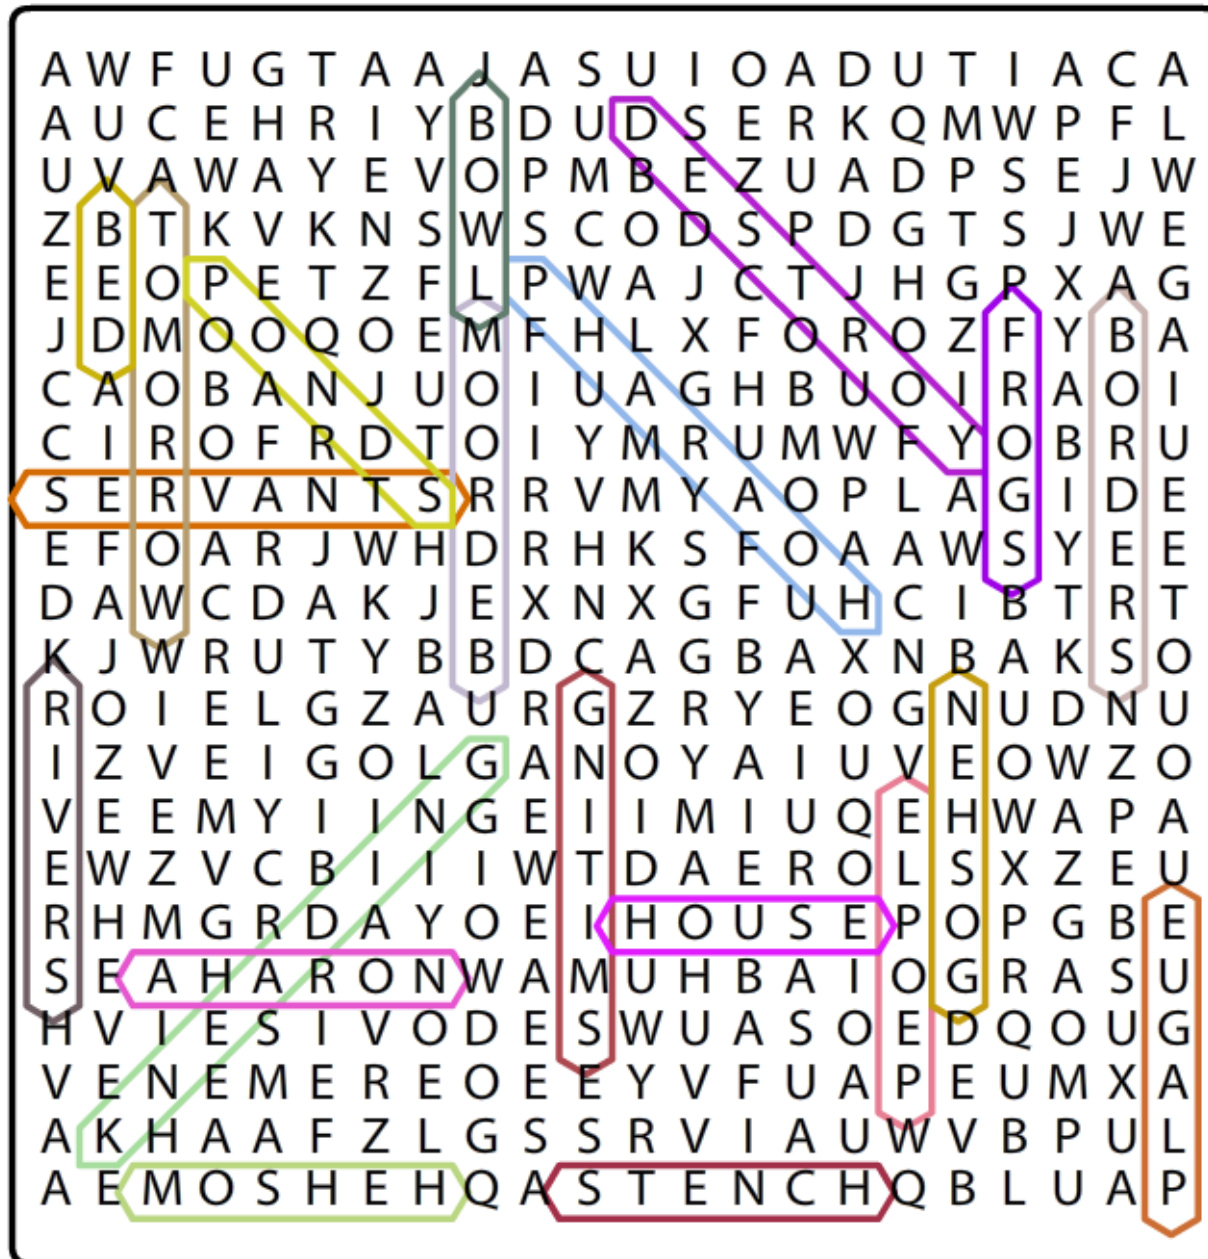 A W F U G T A A J A S U I O A D U T I A C A
A U C E H R I Y B D U D S E R K Q M W P F L
U V A W A Y E V O P M B E Z U A D P S E J W
Z B T K V K N S W S C O D S P D G T S J W E
E E O P E T Z F L P W A J C T J H G P X A G
J D M O O Q O E M F H L X F O R O Z F Y B A
C A O B A N J U O I U A G H B U O I R A O I
C I R O F R D T O I Y M R U M W F Y O B R U
S E R V A N T S R R V M Y A O P L A G I D E
E F O A R J W H D R H K S F O A A W S Y E E
D A W C D A K J E X N X G F U H C I B T R T
K J W R U T Y B B D C A G B A X N B A K S O
R O I E L G Z A U R G Z R Y E O G N U D N U
I Z V E I G O L G A N O Y A I U V E O W Z O
V E E M Y I I N G E I I M I U Q E H W A P A
E W Z V C B I I I W T D A E R O L S X Z E U
R H M G R D A Y O E I H O U S E P O P G B E
S E A H A R O N W A M U H B A I O G R A S U
H V I E S I V O D E S W U A S O E D Q O U G
V E N E M E R E O E E Y V F U A P E U M X A
A K H A A F Z L G S S R V I A U W V B P U L
A E M O S H E H Q A S T E N C H Q B L U A P